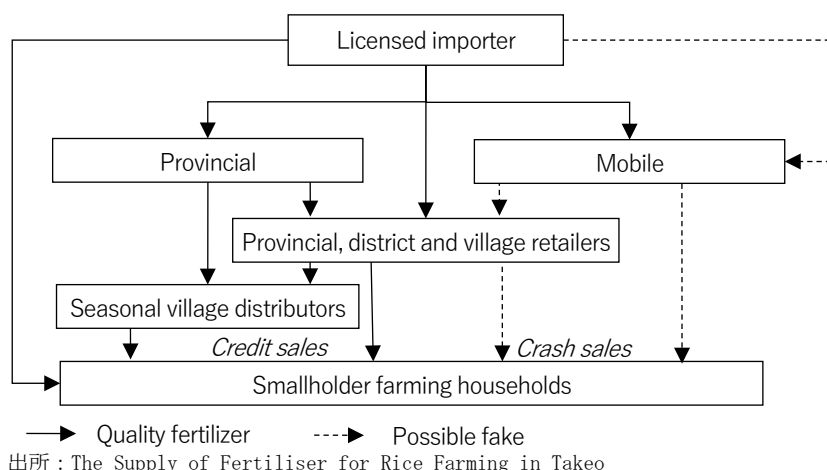 Licensed importer
Provincial
Mobile
Provincial, district and village retailers
Seasonal village distributors
Credit sales
Crash sales
Smallholder farming households
Quality fertilizer
Possible fake
出所：The Supply of Fertiliser for Rice Farming in Takeo